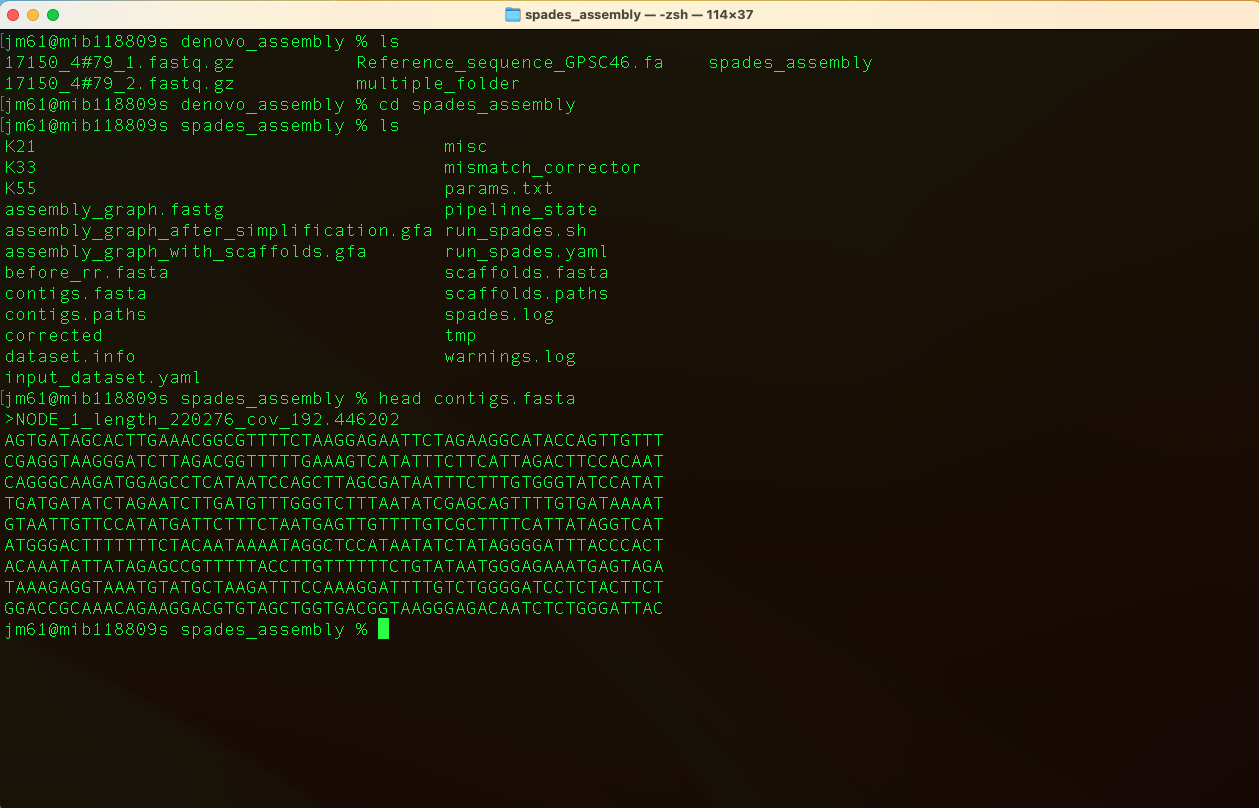 spades_assembly — -zsh — 114×37
[jm61@mib118809s denovo_assembly % ls
17150_4#79_1.fastq.gz Reference_sequence_GPSC46.fa spades_assembly
17150_4#79_2.fastq.gz multiple_folder
[jm61@mib118809s denovo_assembly % cd spades_assembly
[jm61@mib118809s spades_assembly % ls
K21 misc
K33 mismatch_corrector
K55 params.txt
assembly_graph.fastg pipeline_state
assembly_graph_after_simplification.gfa run_spades.sh
assembly_graph_with_scaffolds.gfa run_spades.yaml
before_rr.fasta scaffolds.fasta
contigs.fasta scaffolds.paths
contigs.paths spades.log
corrected tmp
dataset.info warnings.log
input_dataset.yaml
[jm61@mib118809s spades_assembly % head contigs.fasta
>NODE_1_length_220276_cov_192.446202
AGTGATAGCACTTGAAACGGCGTTTTCTAAGGAGAATTCTAGAAGGCATACCAGTTGTTT
CGAGGTAAGGGATCTTAGACGGTTTTTGAAAGTCATATTTCTTCATTAGACTTCCACAAT
CAGGGCAAGATGGAGCCTCATAATCCAGCTTAGCGATAATTTCTTTGTGGGTATCCATAT
TGATGATATCTAGAATCTTGATGTTTGGGTCTTTAATATCGAGCAGTTTTGTGATAAAAT
GTAATTGTTCCATATGATTCTTTCTAATGAGTTGTTTTGTCGCTTTTCATTATAGGTCAT
ATGGGACTTTTTTTCTACAATAAAATAGGCTCCATAATATCTATAGGGGATTTACCCACT
ACAAATATTATAGAGCCGTTTTTACCTTGTTTTTTCTGTATAATGGGAGAAATGAGTAGA
TAAAGAGGTAAATGTATGCTAAGATTTCCAAAGGATTTTGTCTGGGGATCCTCTACTTCT
GGACCGCAAACAGAAGGACGTGTAGCTGGTGACGGTAAGGGAGACAATCTCTGGGATTAC
jm61@mib118809s spades_assembly %